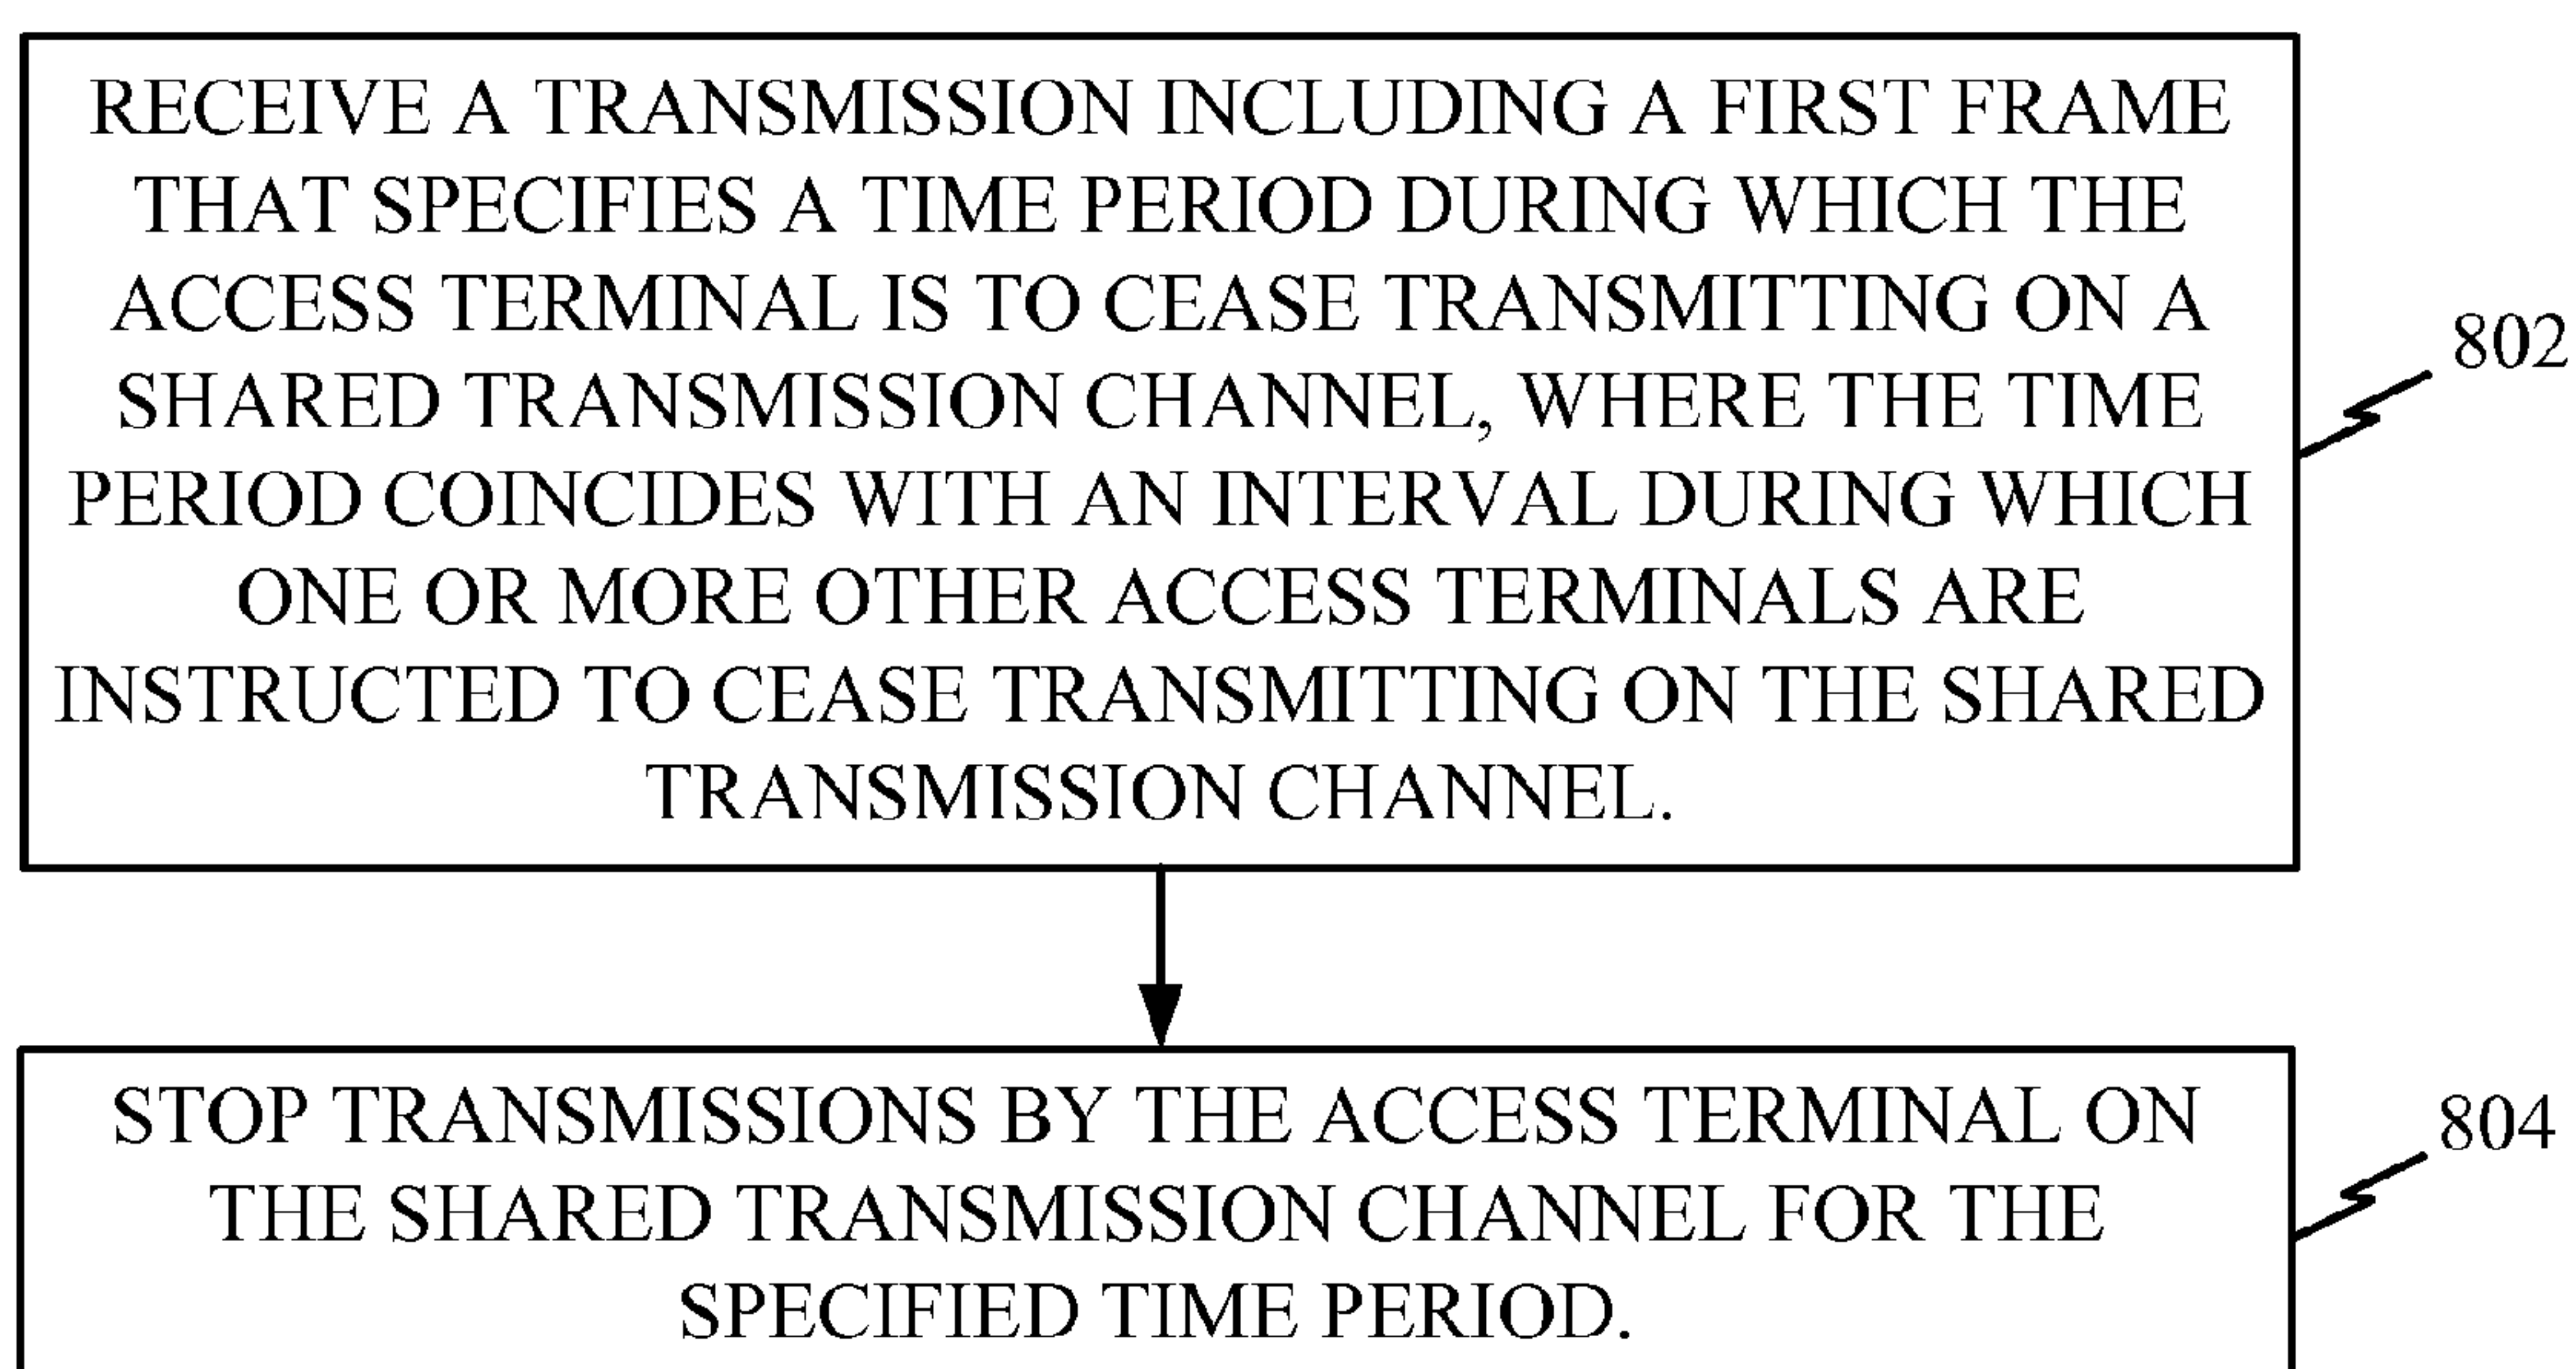 RECEIVE A TRANSMISSION INCLUDING A FIRST FRAME
THAT SPECIFIES A TIME PERIOD DURING WHICH THE
ACCESS TERMINAL IS TO CEASE TRANSMITTING ON A
SHARED TRANSMISSION CHANNEL, WHERE THE TIME
PERIOD COINCIDES WITH AN INTERVAL DURING WHICH
ONE OR MORE OTHER ACCESS TERMINALS ARE
INSTRUCTED TO CEASE TRANSMITTING ON THE SHARED
TRANSMISSION CHANNEL.
802
STOP TRANSMISSIONS BY THE ACCESS TERMINAL ON
THE SHARED TRANSMISSION CHANNEL FOR THE
SPECIFIED TIME PERIOD.
804